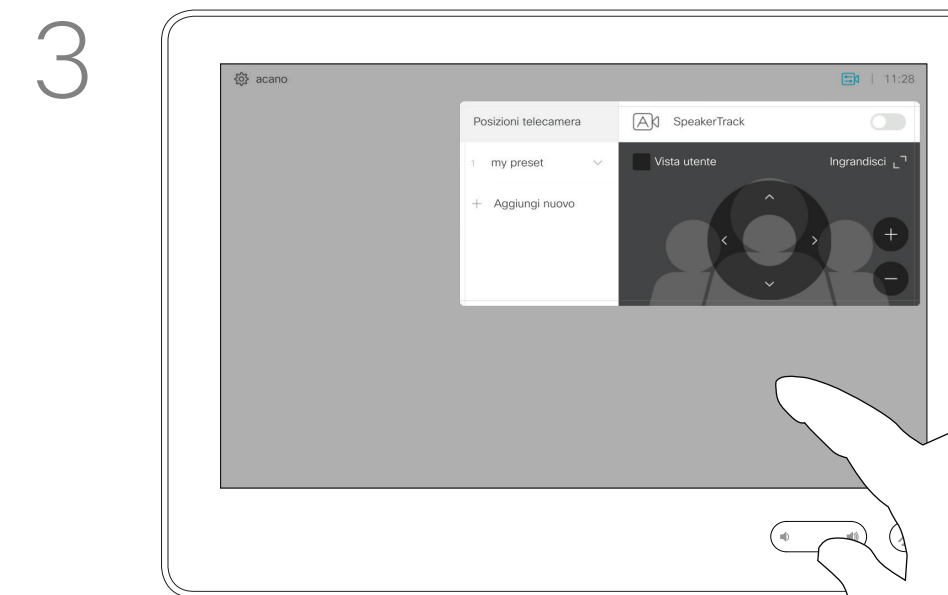 3
acano
11:28
Posizioni telecamera
SpeakerTrack
1 my preset
Vista utente
Ingrandisci
+ Aggiungi nuovo